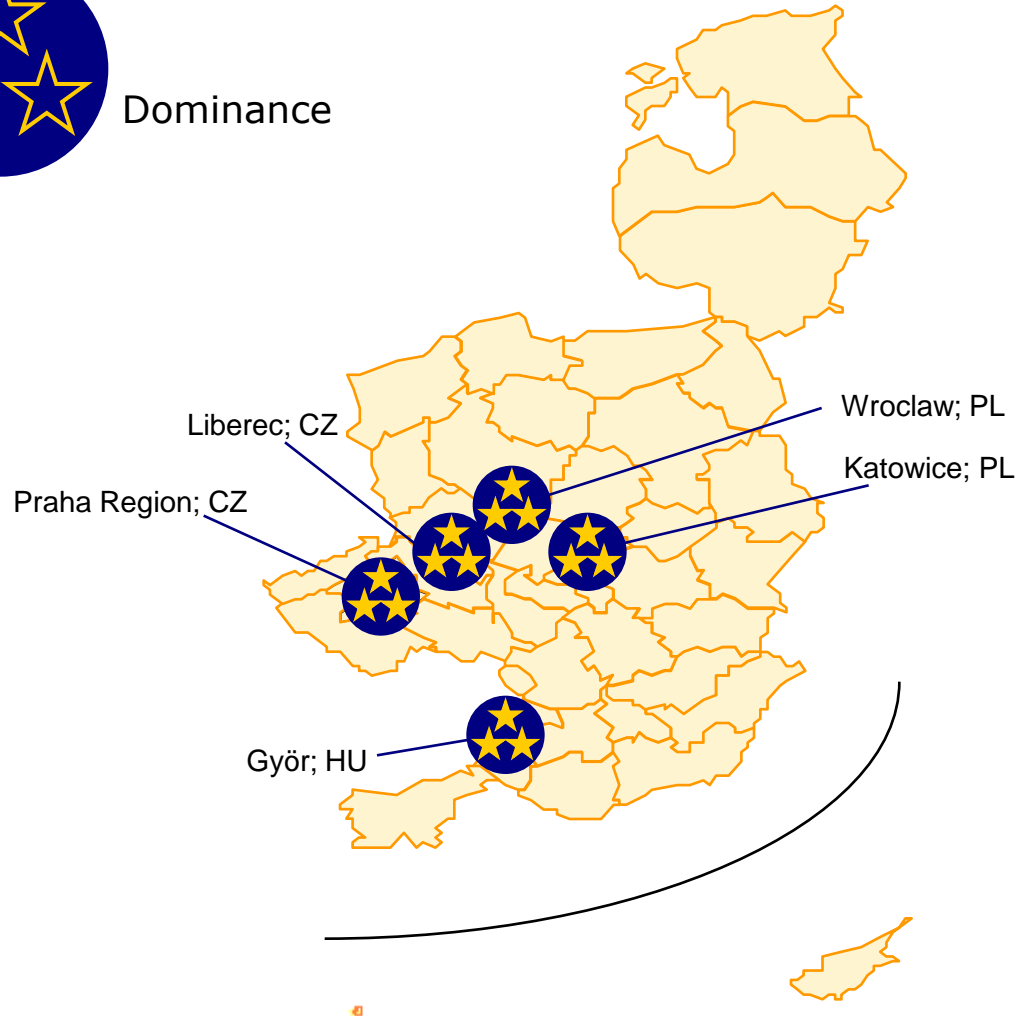 Dominance
Wroclaw; PL
Liberec; CZ
Katowice; PL
Praha Region; CZ
Györ; HU